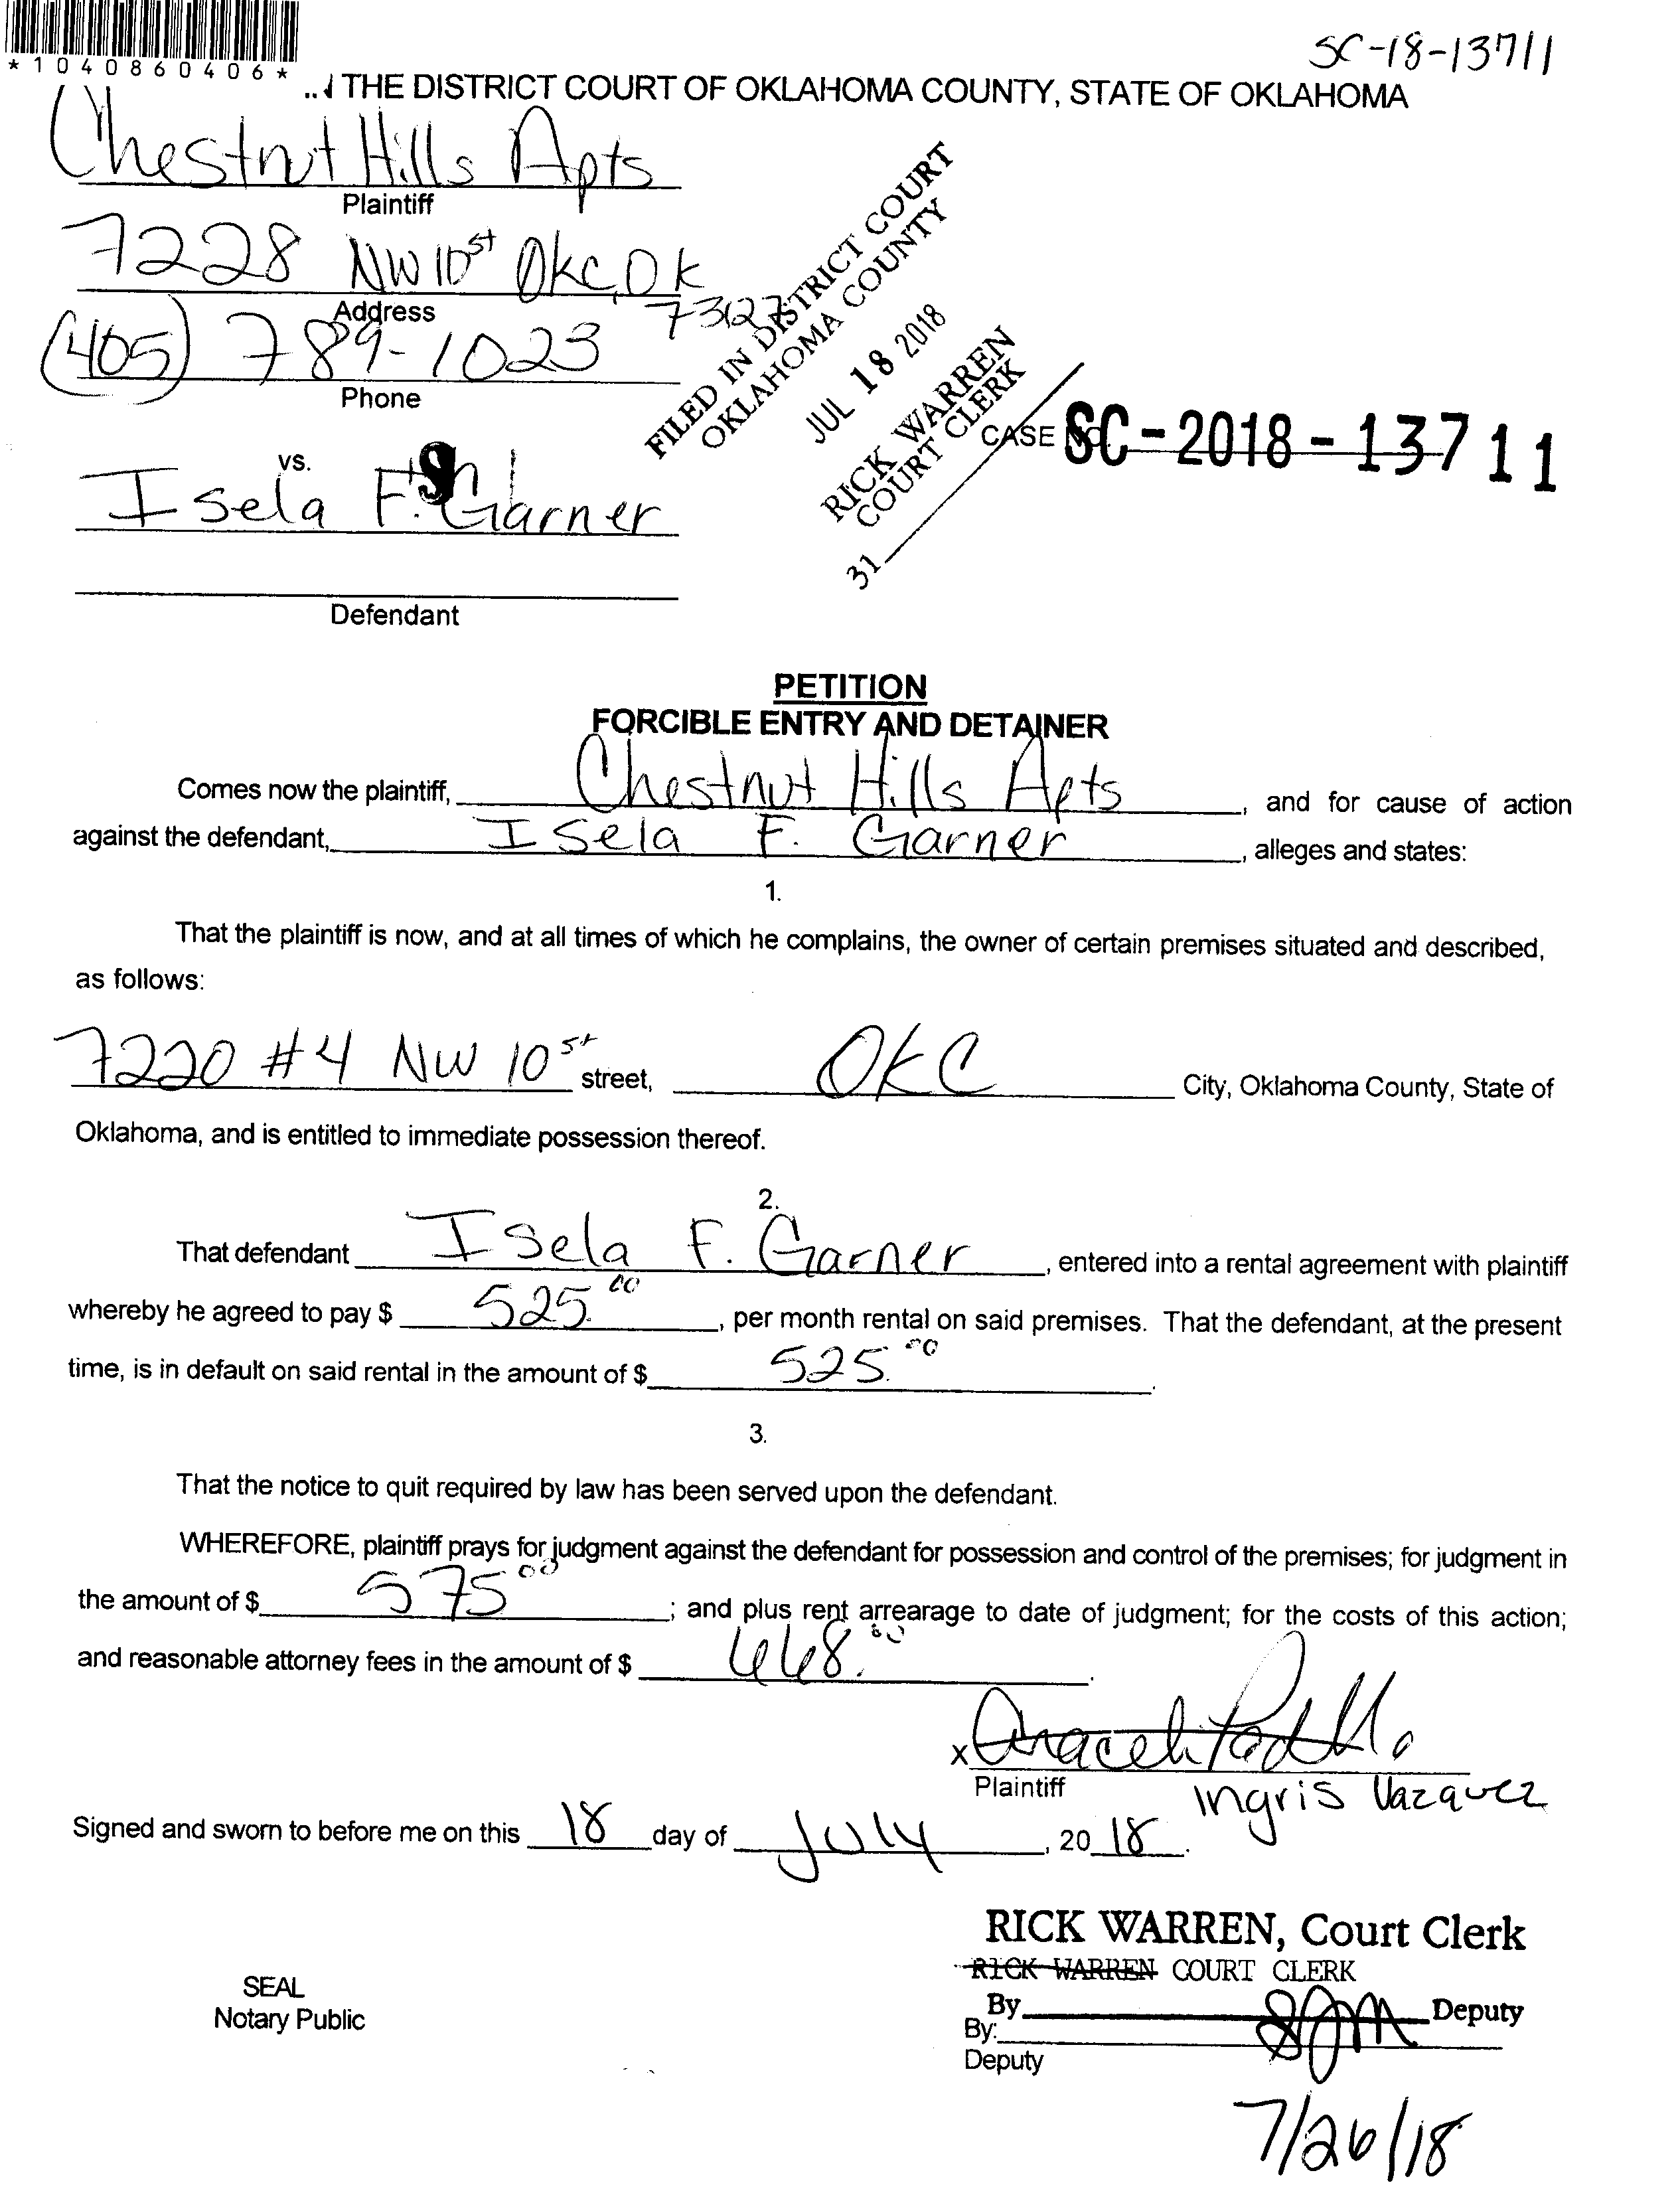 *1040860406*
SC-18-13711
THE DISTRICT COURT OF OKLAHOMA COUNTY, STATE OF OKLAHOMA
Chestnut Hills Apts
Plaintiff
7228 NW 10st OKC, OK
73127
Address
(405) 789-1023
Phone
FILED IN DISTRICT COURT
OKLAHOMA COUNTY
JUL 18 2018
RICK WARREN
COURT CLERK
31
CASE NO. SC-2018-13711
vs.
Isela F. Garner
Defendant
PETITION
FORCIBLE ENTRY AND DETAINER
Comes now the plaintiff, Chestnut Hills Apts, and for cause of action
against the defendant, Isela F. Garner, alleges and states:
1.
That the plaintiff is now, and at all times of which he complains, the owner of certain premises situated and described,
as follows:
7220 #4 NW 10st street, OKC City, Oklahoma County, State of
Oklahoma, and is entitled to immediate possession thereof.
2.
That defendant Isela F. Garner, entered into a rental agreement with plaintiff
whereby he agreed to pay $ 525.00, per month rental on said premises. That the defendant, at the present
time, is in default on said rental in the amount of $ 525.00.
3.
That the notice to quit required by law has been served upon the defendant.
WHEREFORE, plaintiff prays for judgment against the defendant for possession and control of the premises; for judgment in
the amount of $ 575 00; and plus rent arrearage to date of judgment; for the costs of this action;
and reasonable attorney fees in the amount of $ .
x Araceli Padilla
Plaintiff
Ingris Vazquez
Signed and sworn to before me on this 18 day of July, 20 18.
RICK WARREN, Court Clerk
RICK WARREN COURT CLERK
SEAL
Notary Public
By Deputy
By:
Deputy
7/26/18